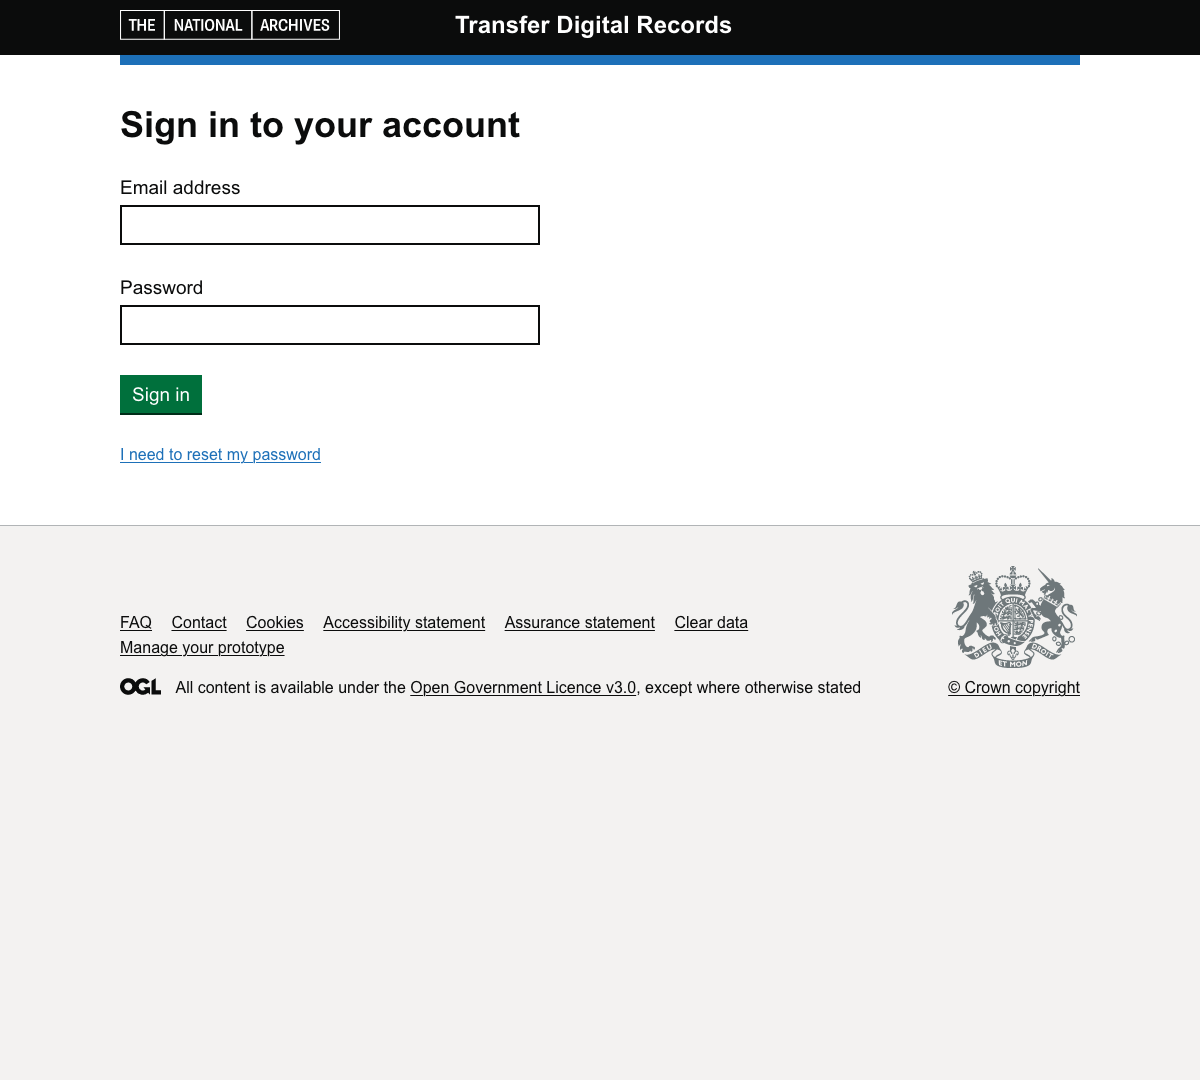 THE NATIONAL ARCHIVES Transfer Digital Records
Sign in to your account
Email address
Password
Sign in
I need to reset my password
FAQ Contact Cookies Accessibility statement Assurance statement Clear data
Manage your prototype
DIEU ET MON DROIT
OGL All content is available under the Open Government Licence v3.0, except where otherwise stated
© Crown copyright